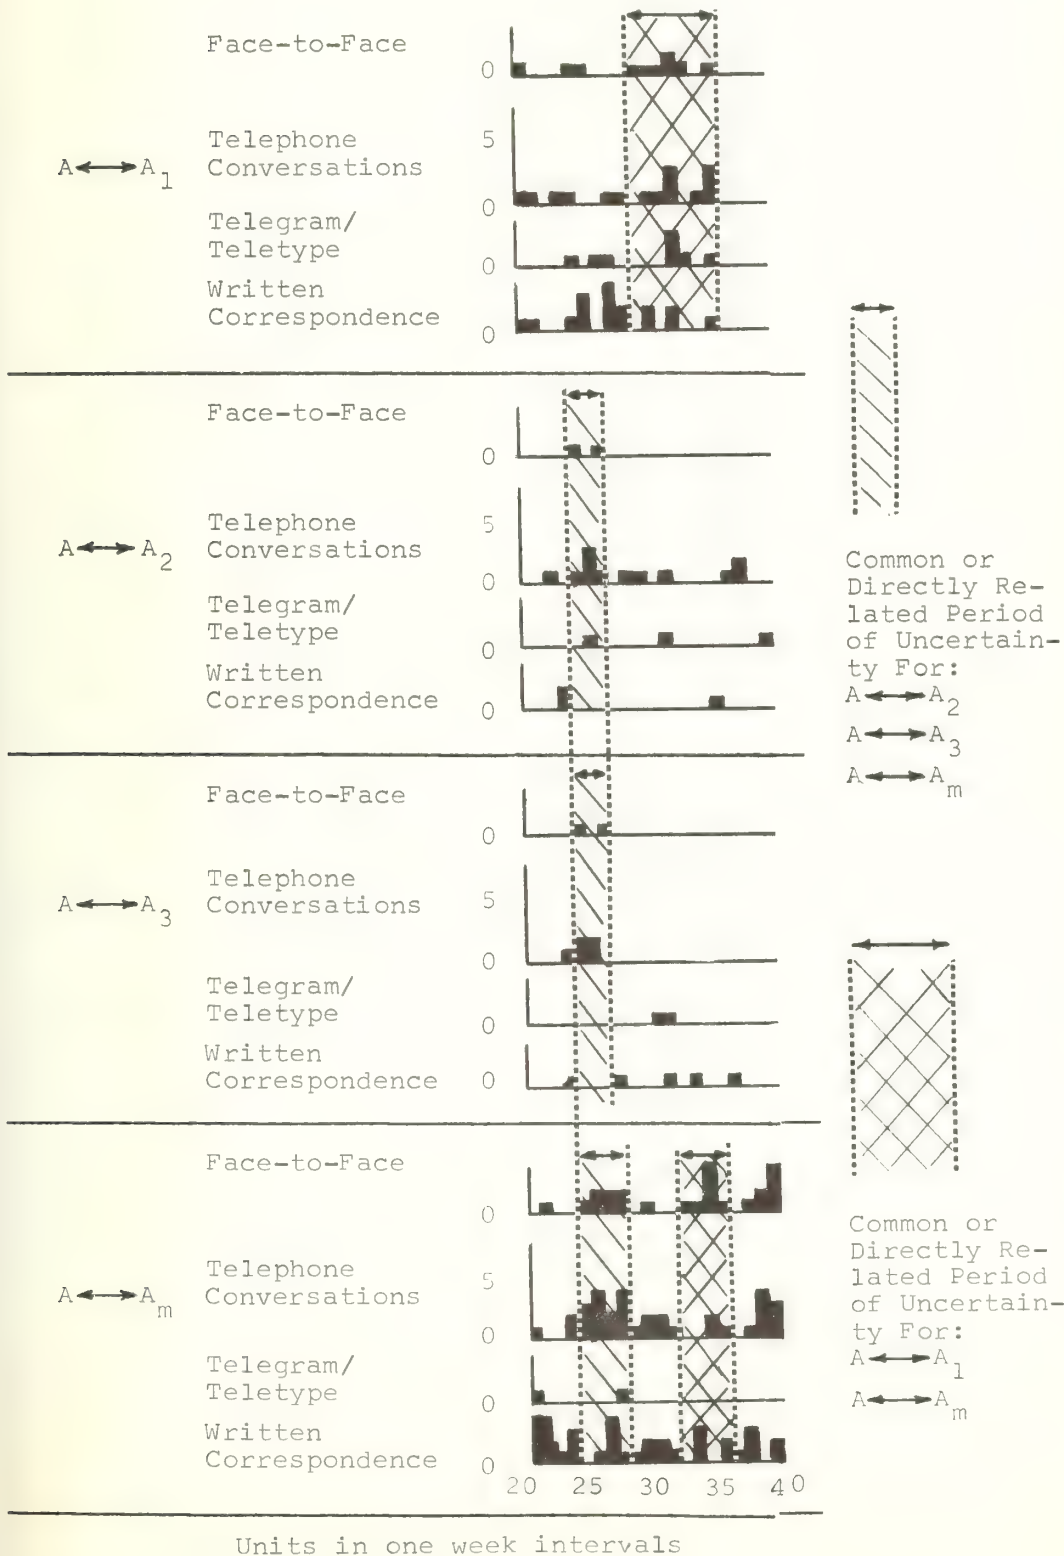 Face-to-Face
0
A↔A1
Telephone
Conversations
5
0
Telegram/
Teletype
0
Written
Correspondence
0
Face-to-Face
0
A↔A2
Telephone
Conversations
5
0
Telegram/
Teletype
0
Written
Correspondence
0
Common or
Directly Re-
lated Period
of Uncertain-
ty For:
A↔A2
A↔A3
A↔Am
Face-to-Face
0
A↔A3
Telephone
Conversations
5
0
Telegram/
Teletype
0
Written
Correspondence
0
Face-to-Face
0
A↔Am
Telephone
Conversations
5
0
Telegram/
Teletype
0
Written
Correspondence
0
20 25 30 35 40
Common or
Directly Re-
lated Period
of Uncertain-
ty For:
A↔A1
A↔Am
Units in one week intervals